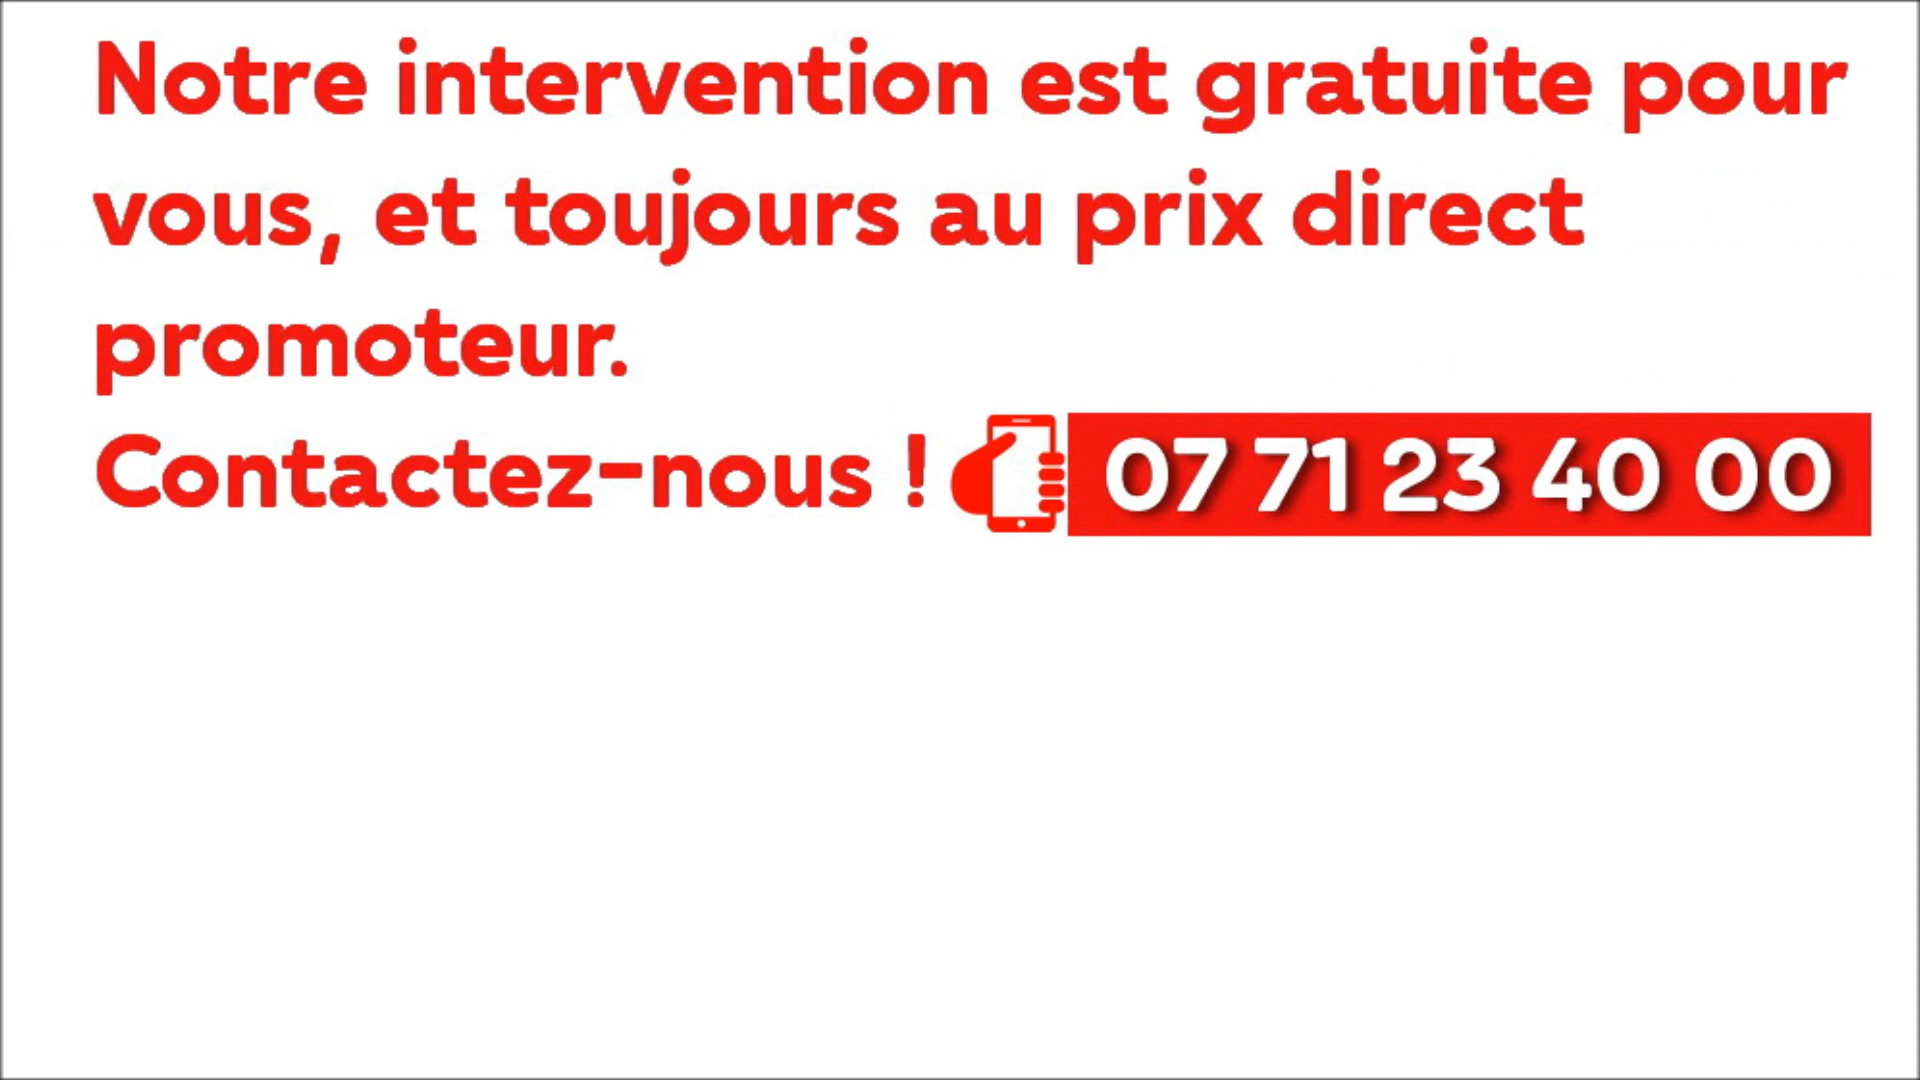 Notre intervention est gratuite pour
vous, et toujours au prix direct
promoteur.
Contactez-nous ! 07 71 23 40 00